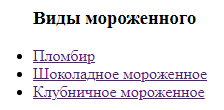 Виды мороженного
Пломбир
Шоколадное мороженное
Клубничное мороженное